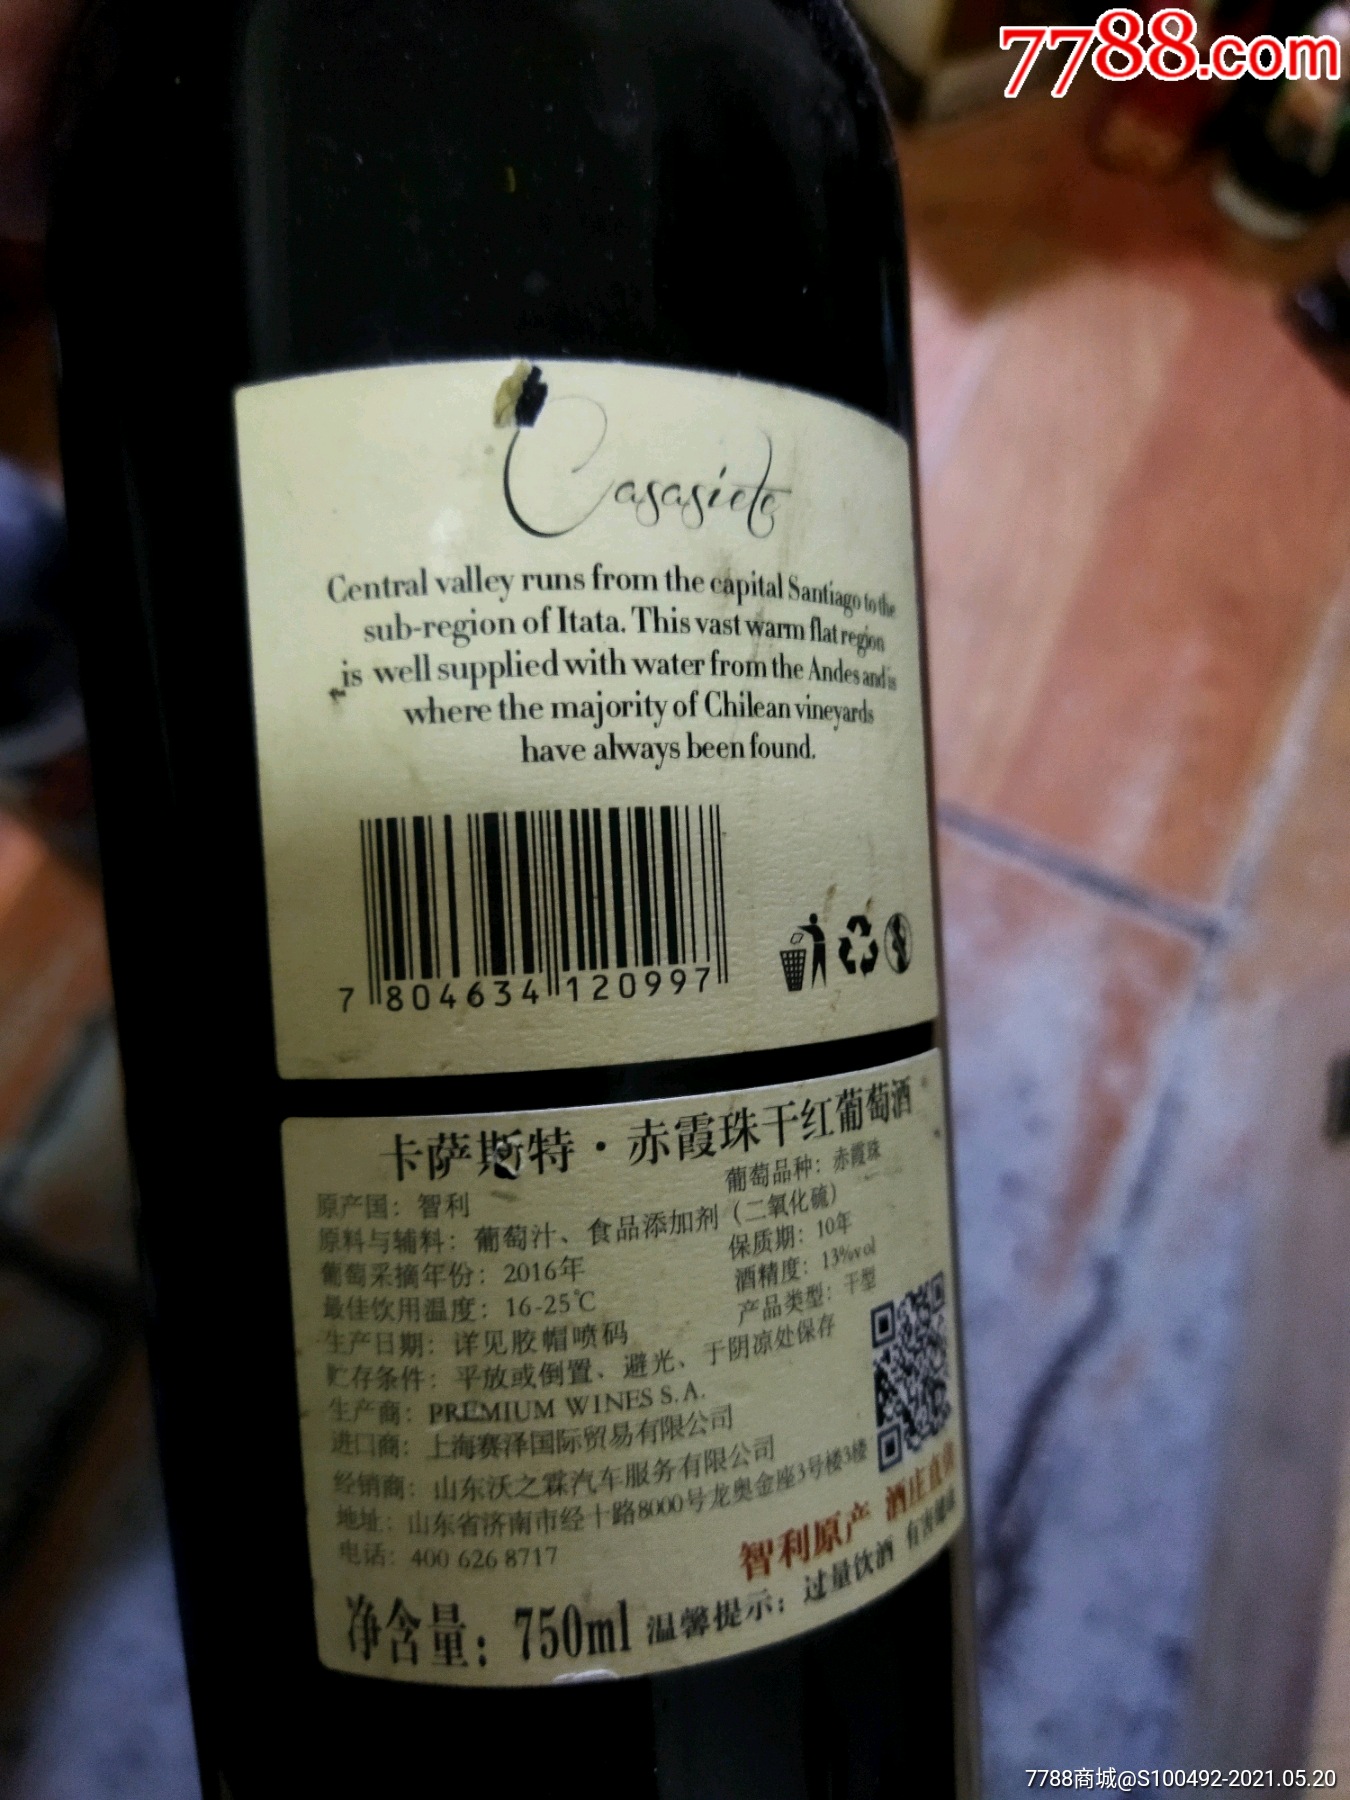 7788.com
Casasiete
Central valley runs from the capital Santiago to the
sub-region of Itata. This vast warm flat region
is well supplied with water from the Andes and is
where the majority of Chilean vineyards
have always been found.
7 804634 120997
卡萨斯特·赤霞珠干红葡萄酒
原产国：智利 葡萄品种：赤霞珠
原料与辅料：葡萄汁、食品添加剂（二氧化硫）
葡萄采摘年份：2016年 保质期：10年
最佳饮用温度：16-25℃ 酒精度：13%vol
生产日期：详见胶帽喷码 产品类型：干型
贮存条件：平放或倒置、避光、于阴凉处保存
生产商：PREMIUM WINES S.A.
进口商：上海赛泽国际贸易有限公司
经销商：山东沃之霖汽车服务有限公司
地址：山东省济南市经十路8000号龙奥金座3号楼3楼
电话：400 626 8717
智利原产 酒庄直供
净含量：750ml 温馨提示：过量饮酒 有害健康
7788商城@S100492-2021.05.20